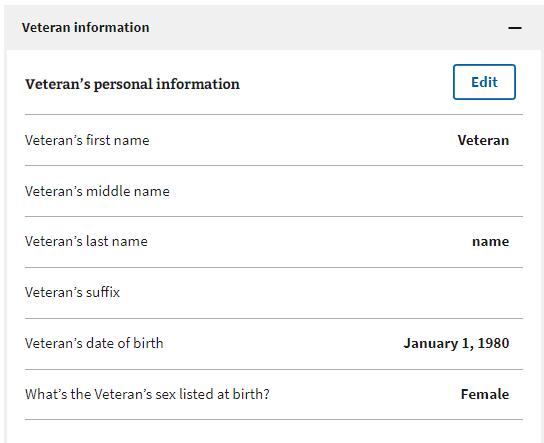 Veteran information
Veteran’s personal information Edit
Veteran’s first name Veteran
Veteran’s middle name
Veteran’s last name name
Veteran’s suffix
Veteran’s date of birth January 1, 1980
What’s the Veteran’s sex listed at birth? Female